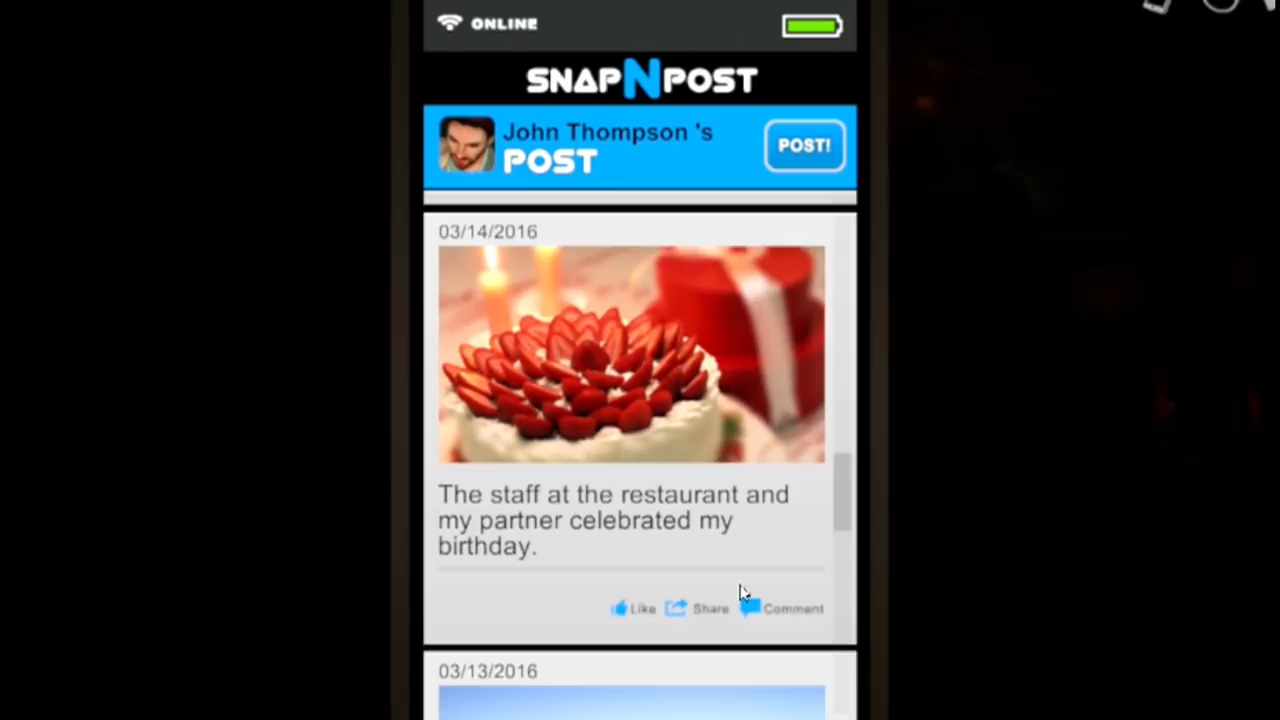 ONLINE
SNAPNPOST
John Thompson 's
POST
POST!
03/14/2016
The staff at the restaurant and
my partner celebrated my
birthday.
Like Share Comment
03/13/2016